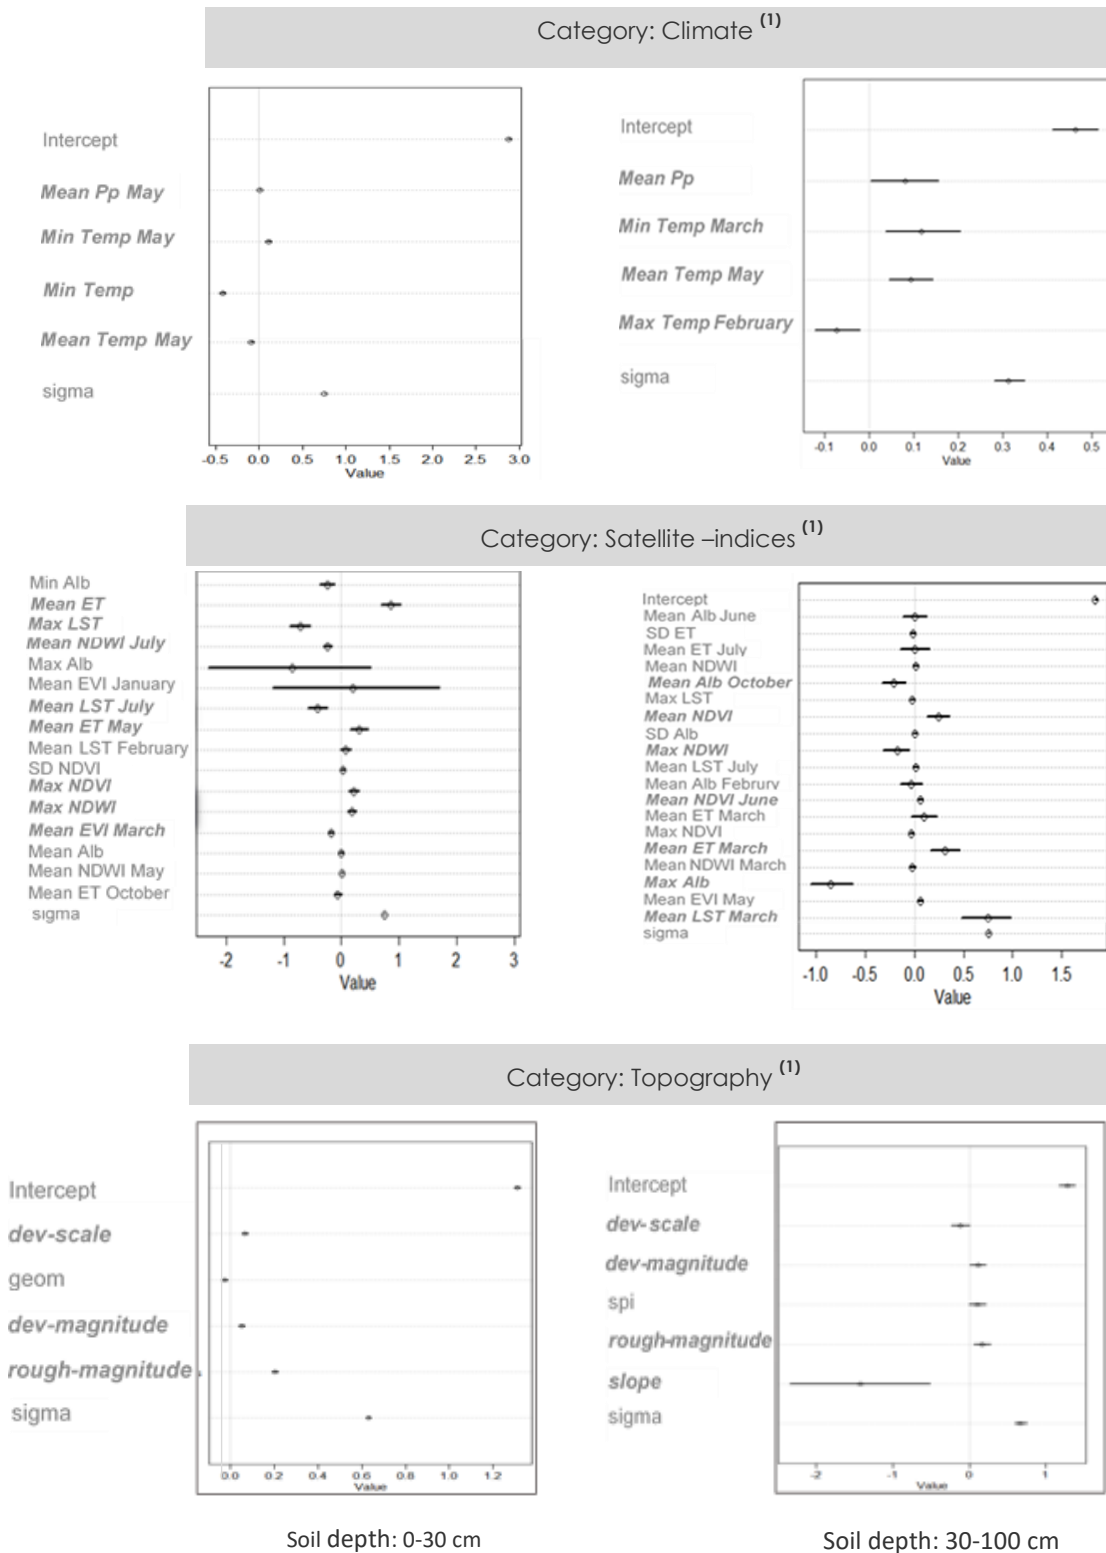 Category: Climate (1)
Intercept
Mean Pp May
Min Temp May
Min Temp
Mean Temp May
sigma
-0.5 0.0 0.5 1.0 1.5 2.0 2.5 3.0
Value
Intercept
Mean Pp
Min Temp March
Mean Temp May
Max Temp February
sigma
-0.1 0.0 0.1 0.2 0.3 0.4 0.5
Value
Category: Satellite –indices (1)
Min Alb
Mean ET
Max LST
Mean NDWI July
Max Alb
Mean EVI January
Mean LST July
Mean ET May
Mean LST February
SD NDVI
Max NDVI
Max NDWI
Mean EVI March
Mean Alb
Mean NDWI May
Mean ET October
sigma
-2 -1 0 1 2 3
Value
Intercept
Mean Alb June
SD ET
Mean ET July
Mean NDWI
Mean Alb October
Max LST
Mean NDVI
SD Alb
Max NDWI
Mean LST July
Mean Alb Februrv
Mean NDVI June
Mean ET March
Max NDVI
Mean ET March
Mean NDWI March
Max Alb
Mean EVI May
Mean LST March
sigma
-1.0 -0.5 0.0 0.5 1.0 1.5
Value
Category: Topography (1)
Intercept
dev-scale
geom
dev-magnitude
rough-magnitude
sigma
0.0 0.2 0.4 0.6 0.8 1.0 1.2
Value
Intercept
dev-scale
dev-magnitude
spi
rough-magnitude
slope
sigma
-2 -1 0 1
Value
Soil depth: 0-30 cm
Soil depth: 30-100 cm